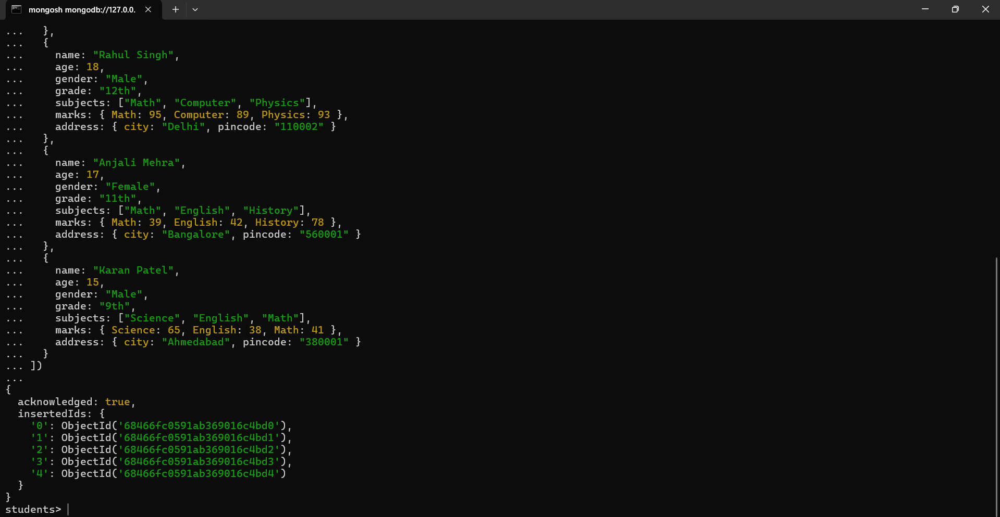 mongosh mongodb://127.0.0.
...   },
...   {
...     name: "Rahul Singh",
...     age: 18,
...     gender: "Male",
...     grade: "12th",
...     subjects: ["Math", "Computer", "Physics"],
...     marks: { Math: 95, Computer: 89, Physics: 93 },
...     address: { city: "Delhi", pincode: "110002" }
...   },
...   {
...     name: "Anjali Mehra",
...     age: 17,
...     gender: "Female",
...     grade: "11th",
...     subjects: ["Math", "English", "History"],
...     marks: { Math: 39, English: 42, History: 78 },
...     address: { city: "Bangalore", pincode: "560001" }
...   },
...   {
...     name: "Karan Patel",
...     age: 15,
...     gender: "Male",
...     grade: "9th",
...     subjects: ["Science", "English", "Math"],
...     marks: { Science: 65, English: 38, Math: 41 },
...     address: { city: "Ahmedabad", pincode: "380001" }
...   }
... ])
...
{
  acknowledged: true,
  insertedIds: {
    '0': ObjectId('68466fc0591ab369016c4bd0'),
    '1': ObjectId('68466fc0591ab369016c4bd1'),
    '2': ObjectId('68466fc0591ab369016c4bd2'),
    '3': ObjectId('68466fc0591ab369016c4bd3'),
    '4': ObjectId('68466fc0591ab369016c4bd4')
  }
}
students>